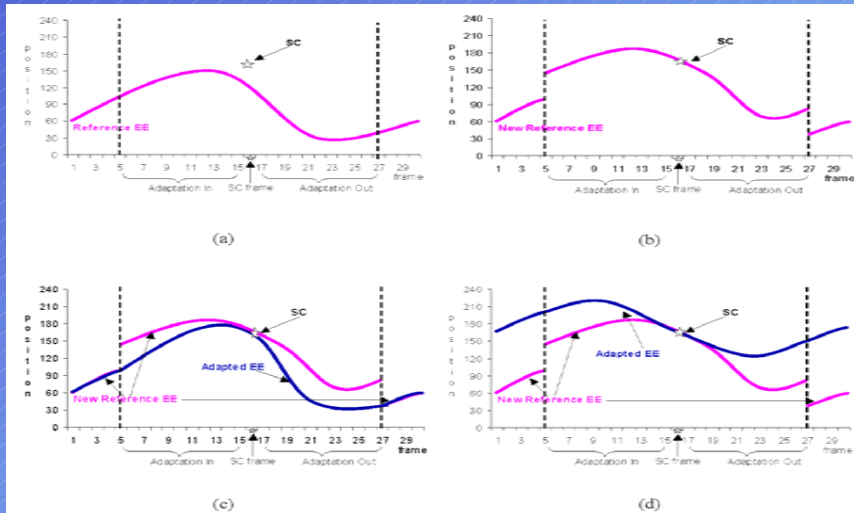 position
240
210
180
150
120
90
60
30
0
SC
Reference EE
1 3 5 7 9 11 13 15 17 19 21 23 25 27 29
frame
Adaptation In SC frame Adaptation Out
(a)
position
240
210
180
150
120
90
60
30
0
SC
New Reference EE
1 3 5 7 9 11 13 15 17 19 21 23 25 27 29
frame
Adaptation In SC frame Adaptation Out
(b)
position
240
210
180
150
120
90
60
30
0
SC
Adapted EE
New Reference EE
1 3 5 7 9 11 13 15 17 19 21 23 25 27 29
frame
Adaptation In SC frame Adaptation Out
(c)
position
240
210
180
150
120
90
60
30
0
SC
Adapted EE
New Reference EE
1 3 5 7 9 11 13 15 17 19 21 23 25 27 29
frame
Adaptation In SC frame Adaptation Out
(d)